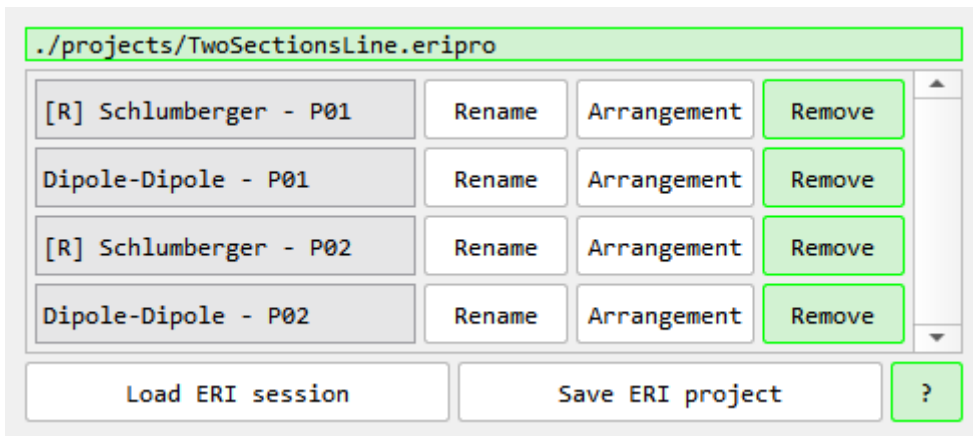 ./projects/TwoSectionsLine.eripro
[R] Schlumberger - P01 Rename Arrangement Remove
Dipole-Dipole - P01 Rename Arrangement Remove
[R] Schlumberger - P02 Rename Arrangement Remove
Dipole-Dipole - P02 Rename Arrangement Remove
Load ERI session Save ERI project ?